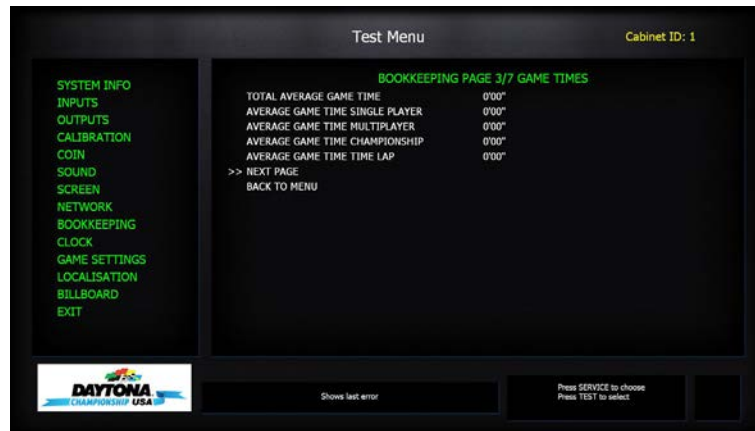 Test Menu
Cabinet ID: 1
SYSTEM INFO
INPUTS
OUTPUTS
CALIBRATION
COIN
SOUND
SCREEN
NETWORK
BOOKKEEPING
CLOCK
GAME SETTINGS
LOCALISATION
BILLBOARD
EXIT
BOOKKEEPING PAGE 3/7 GAME TIMES
TOTAL AVERAGE GAME TIME 0'00"
AVERAGE GAME TIME SINGLE PLAYER 0'00"
AVERAGE GAME TIME MULTIPLAYER 0'00"
AVERAGE GAME TIME CHAMPIONSHIP 0'00"
AVERAGE GAME TIME TIME LAP 0'00"
>> NEXT PAGE
BACK TO MENU
DAYTONA
CHAMPIONSHIP USA
Shows last error
Press SERVICE to choose
Press TEST to select